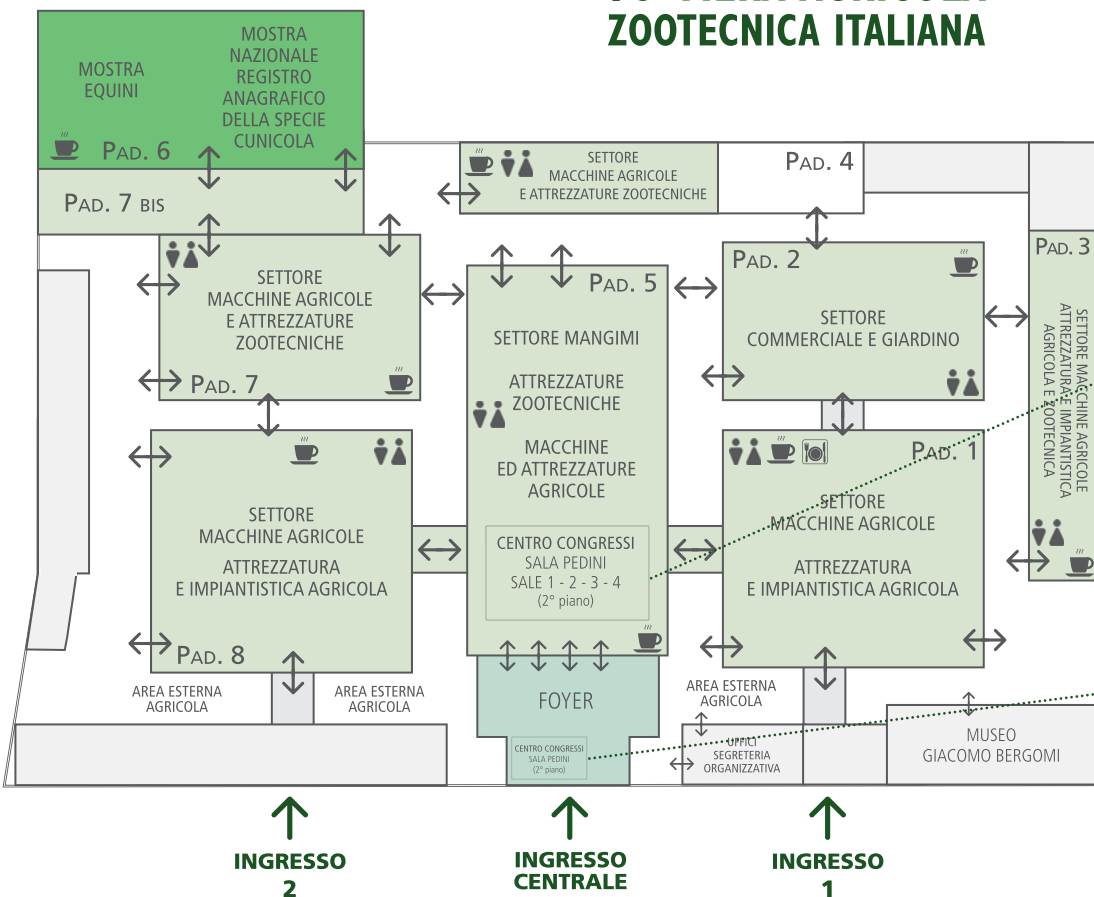 ZOOTECNICA ITALIANA
MOSTRA
EQUINI
MOSTRA
NAZIONALE
REGISTRO
ANAGRAFICO
DELLA SPECIE
CUNICOLA
PAD. 6
PAD. 7 BIS
SETTORE
MACCHINE AGRICOLE
E ATTREZZATURE ZOOTECNICHE
PAD. 4
SETTORE
MACCHINE AGRICOLE
E ATTREZZATURE
ZOOTECNICHE
PAD. 7
PAD. 5
SETTORE MANGIMI
ATTREZZATURE
ZOOTECNICHE
MACCHINE
ED ATTREZZATURE
AGRICOLE
CENTRO CONGRESSI
SALA PEDINI
SALE 1 - 2 - 3 - 4
(2° piano)
PAD. 2
SETTORE
COMMERCIALE E GIARDINO
PAD. 3
SETTORE MACCHINE AGRICOLE
ATTREZZATURA E IMPIANTISTICA
AGRICOLA E ZOOTECNICA
SETTORE
MACCHINE AGRICOLE
ATTREZZATURA
E IMPIANTISTICA AGRICOLA
PAD. 8
PAD. 1
SETTORE
MACCHINE AGRICOLE
ATTREZZATURA
E IMPIANTISTICA AGRICOLA
AREA ESTERNA
AGRICOLA
AREA ESTERNA
AGRICOLA
FOYER
CENTRO CONGRESSI
SALA PEDINI
(2° piano)
AREA ESTERNA
AGRICOLA
UFFICI
SEGRETERIA
ORGANIZZATIVA
MUSEO
GIACOMO BERGOMI
INGRESSO
2
INGRESSO
CENTRALE
INGRESSO
1